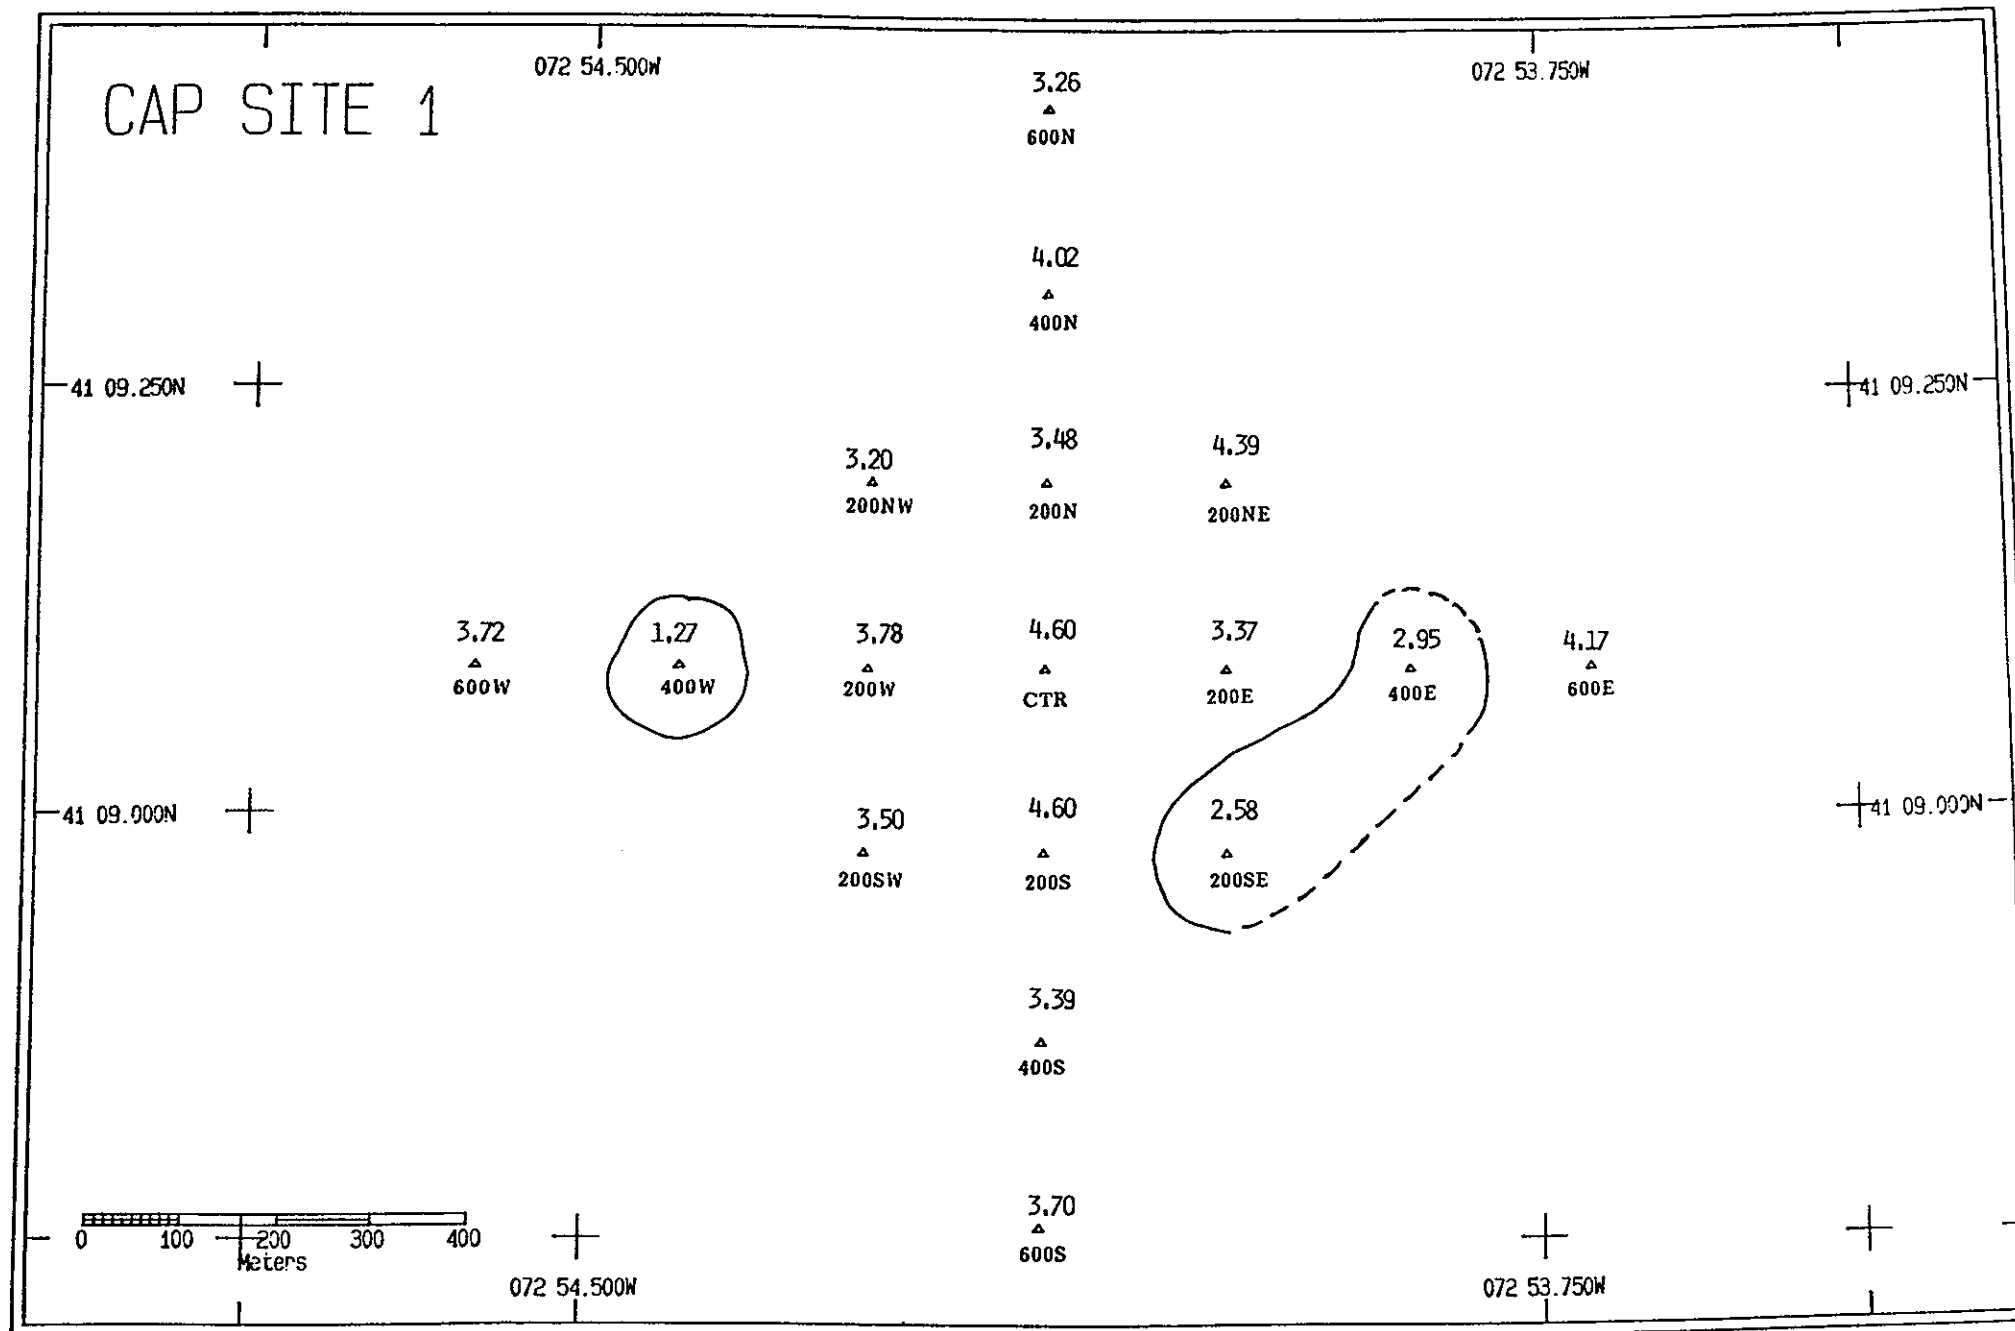 072 54.500W
072 53.750W
CAP SITE 1
3.26
600N
4.02
400N
41 09.250N
41 09.250N
3.20
200NW
3.48
200N
4.39
200NE
3.72
600W
1.27
400W
3.78
200W
4.60
CTR
3.37
200E
2.95
400E
4.17
600E
41 09.000N
41 09.000N
3.50
200SW
4.60
200S
2.58
200SE
3.39
400S
3.70
600S
0 100 200 300 400
Meters
072 54.500W
072 53.750W